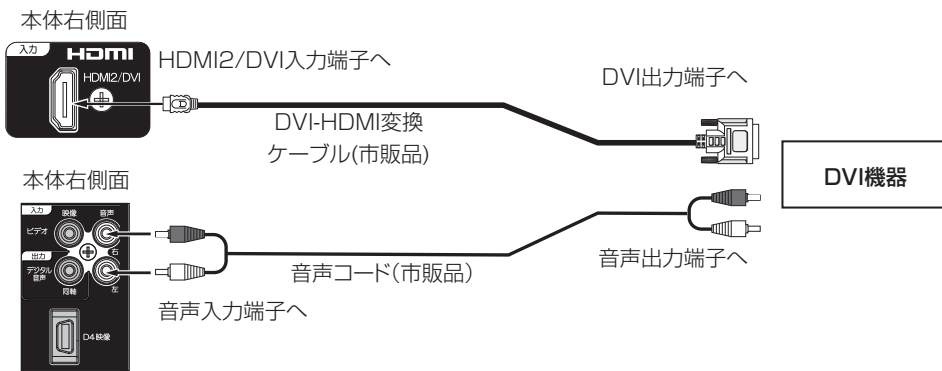 本体右側面
入力
HDMI
HDMI2/DVI
HDMI2/DVI入力端子へ
DVI出力端子へ
DVI-HDMI変換
ケーブル(市販品)
DVI機器
本体右側面
入力
映像
音声
ビデオ
右
出力
デジタル
音声
同軸
左
音声コード(市販品)
音声出力端子へ
音声入力端子へ
D4映像